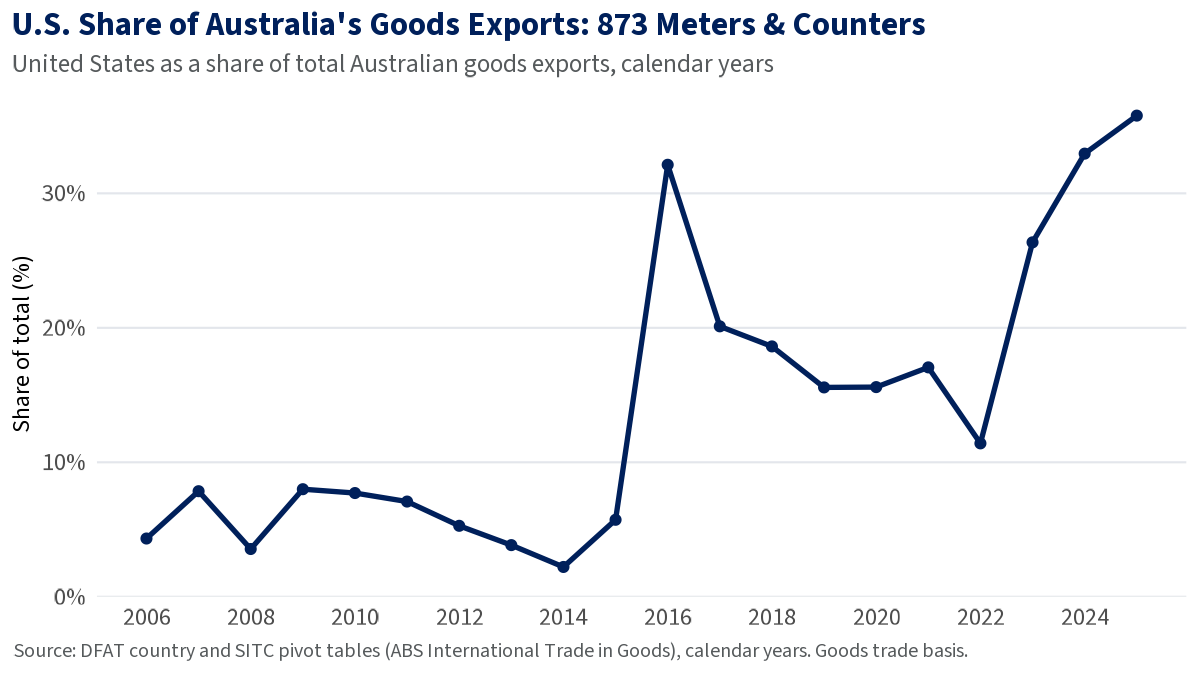 U.S. Share of Australia's Goods Exports: 873 Meters & Counters
United States as a share of total Australian goods exports, calendar years
Share of total (%)
30%
20%
10%
0%
2006 2008 2010 2012 2014 2016 2018 2020 2022 2024
Source: DFAT country and SITC pivot tables (ABS International Trade in Goods), calendar years. Goods trade basis.